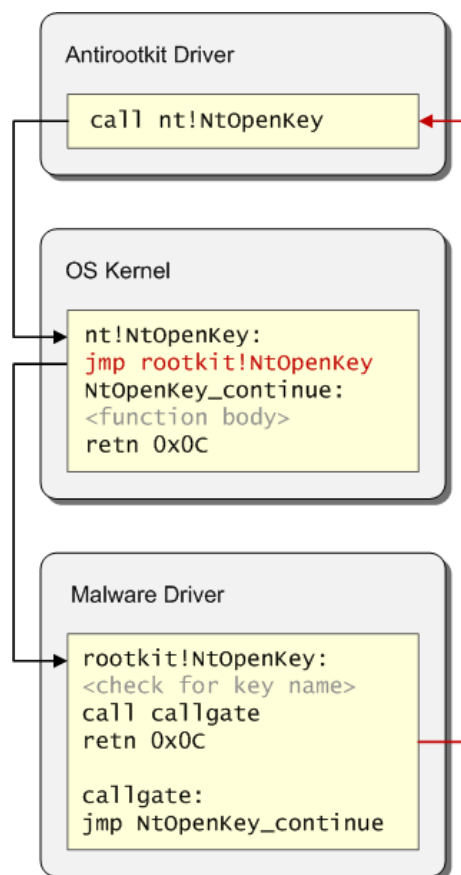 Antirootkit Driver
call nt!NtOpenKey
OS Kernel
nt!NtOpenKey:
jmp rootkit!NtOpenKey
NtOpenKey_continue:
<function body>
retn 0x0C
Malware Driver
rootkit!NtOpenKey:
<check for key name>
call callgate
retn 0x0C
callgate:
jmp NtOpenKey_continue